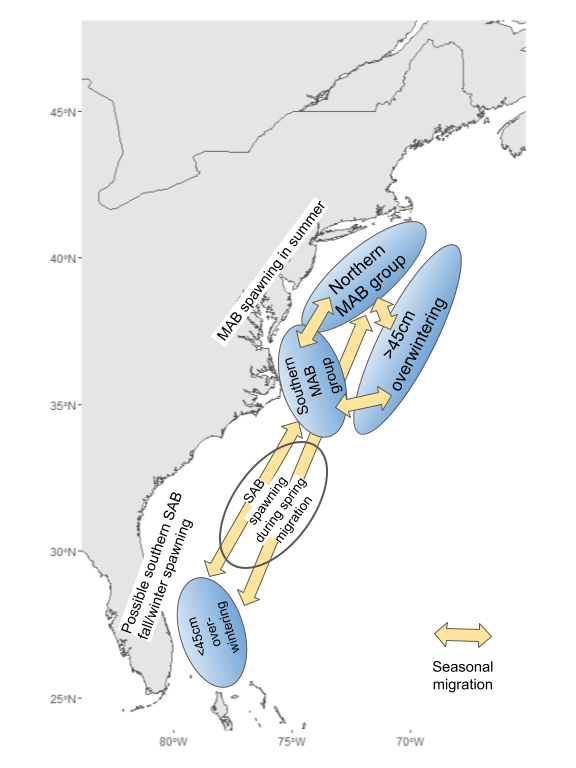 45°N
40°N
35°N
30°N
25°N
80°W
75°W
70°W
MAB spawning in summer
Northern
MAB group
>45cm
overwintering
Southern
MAB
group
SAB
spawning
during spring
migration
Possible southern SAB
fall/winter spawning
<45cm
over-
wintering
Seasonal
migration